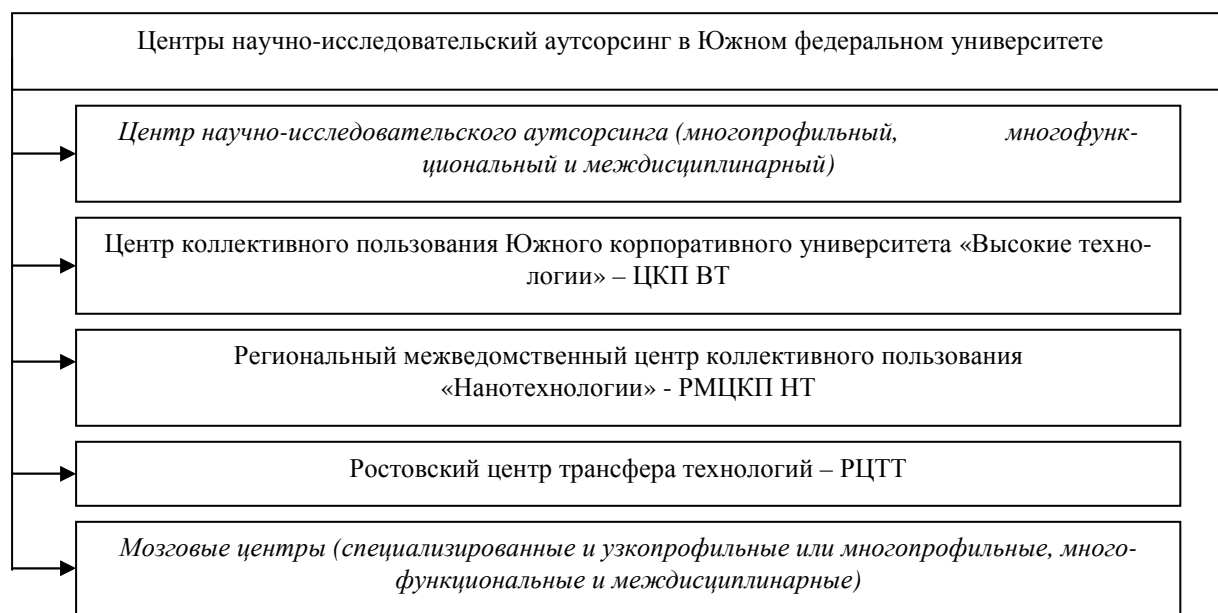 Центры научно-исследовательский аутсорсинг в Южном федеральном университете
Центр научно-исследовательского аутсорсинга (многопрофильный, многофунк-
циональный и междисциплинарный)
Центр коллективного пользования Южного корпоративного университета «Высокие техно-
логии» – ЦКП ВТ
Региональный межведомственный центр коллективного пользования
«Нанотехнологии» - РМЦКП НТ
Ростовский центр трансфера технологий – РЦТТ
Мозговые центры (специализированные и узкопрофильные или многопрофильные, много-
функциональные и междисциплинарные)